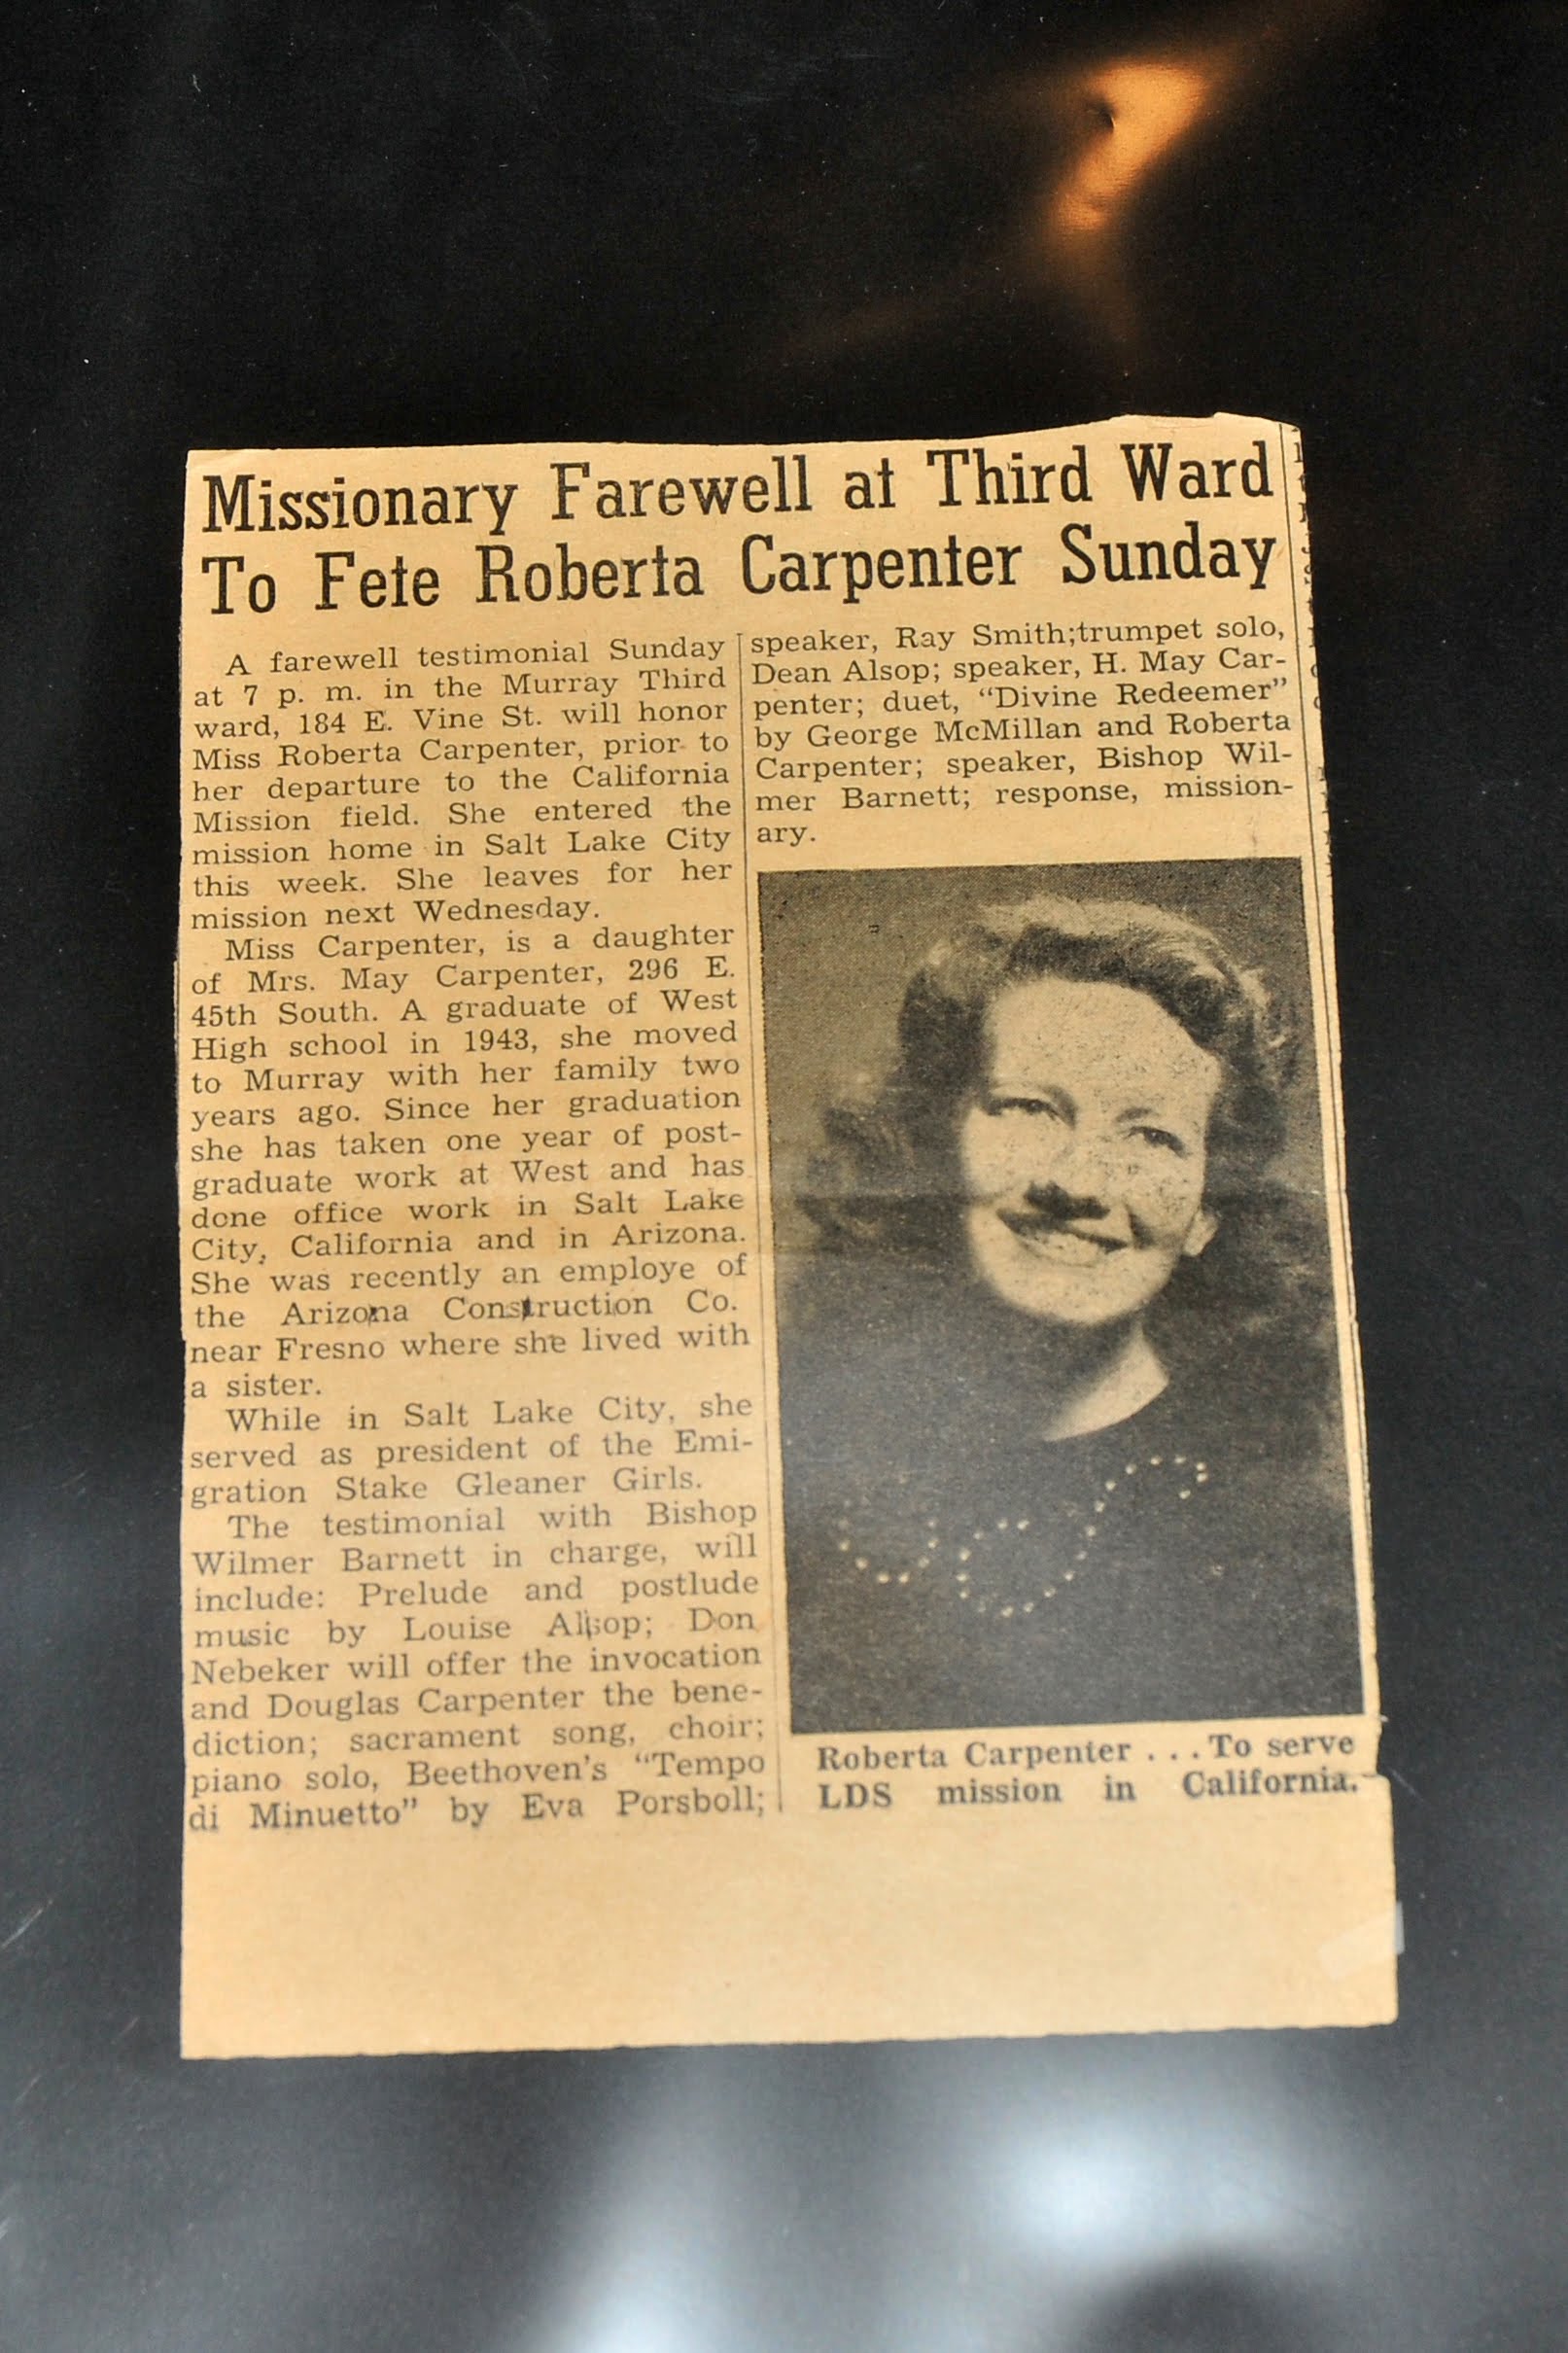 Missionary Farewell at Third Ward
To Fete Roberta Carpenter Sunday
A farewell testimonial Sunday
at 7 p. m. in the Murray Third
ward, 184 E. Vine St. will honor
Miss Roberta Carpenter, prior to
her departure to the California
Mission field. She entered the
mission home in Salt Lake City
this week. She leaves for her
mission next Wednesday.
Miss Carpenter, is a daughter
of Mrs. May Carpenter, 296 E.
45th South. A graduate of West
High school in 1943, she moved
to Murray with her family two
years ago. Since her graduation
she has taken one year of post-
graduate work at West and has
done office work in Salt Lake
City, California and in Arizona.
She was recently an employe of
the Arizona Construction Co.
near Fresno where she lived with
a sister.
While in Salt Lake City, she
served as president of the Emi-
gration Stake Gleaner Girls.
The testimonial with Bishop
Wilmer Barnett in charge, will
include: Prelude and postlude
music by Louise Alsop; Don
Nebeker will offer the invocation
and Douglas Carpenter the bene-
diction; sacrament song, choir;
piano solo, Beethoven's "Tempo
di Minuetto" by Eva Porsboll;
speaker, Ray Smith;trumpet solo,
Dean Alsop; speaker, H. May Car-
penter; duet, "Divine Redeemer"
by George McMillan and Roberta
Carpenter; speaker, Bishop Wil-
mer Barnett; response, mission-
ary.
Roberta Carpenter . . . To serve
LDS mission in California.